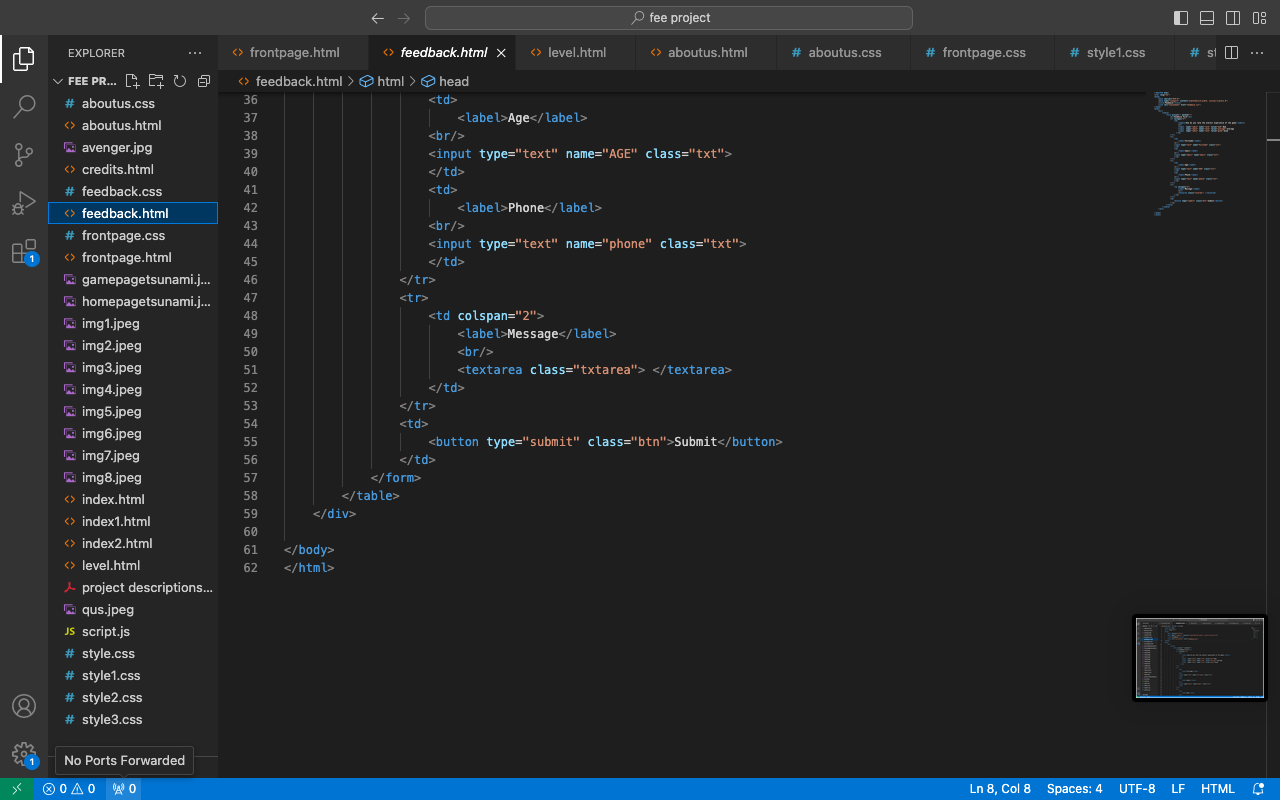 fee project
EXPLORER
frontpage.html
feedback.html
level.html
aboutus.html
# aboutus.css
# frontpage.css
# style1.css
# st
FEE PR...
feedback.html > html > head
# aboutus.css
aboutus.html
avenger.jpg
credits.html
# feedback.css
feedback.html
# frontpage.css
frontpage.html
gamepagetsunami.j...
homepagetsunami.j...
img1.jpeg
img2.jpeg
img3.jpeg
img4.jpeg
img5.jpeg
img6.jpeg
img7.jpeg
img8.jpeg
index.html
index1.html
index2.html
level.html
project descriptions...
qus.jpeg
JS script.js
# style.css
# style1.css
# style2.css
# style3.css
1
1
36 <td>
37 <label>Age</label>
38 <br/>
39 <input type="text" name="AGE" class="txt">
40 </td>
41 <td>
42 <label>Phone</label>
43 <br/>
44 <input type="text" name="phone" class="txt">
45 </td>
46 </tr>
47 <tr>
48 <td colspan="2">
49 <label>Message</label>
50 <br/>
51 <textarea class="txtarea"> </textarea>
52 </td>
53 </tr>
54 <td>
55 <button type="submit" class="btn">Submit</button>
56 </td>
57 </form>
58 </table>
59 </div>
60
61 </body>
62 </html>
No Ports Forwarded
0 0 0
Ln 8, Col 8 Spaces: 4 UTF-8 LF HTML